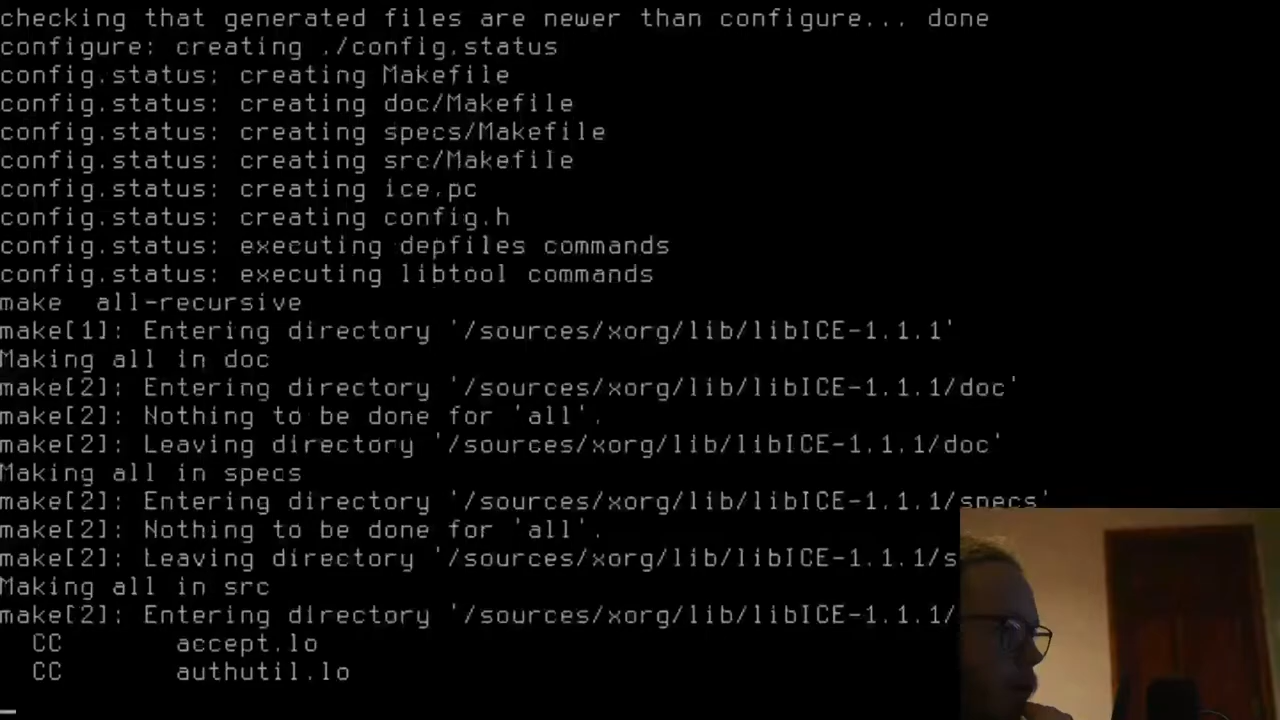 checking that generated files are newer than configure... done
configure: creating ./config.status
config.status: creating Makefile
config.status: creating doc/Makefile
config.status: creating specs/Makefile
config.status: creating src/Makefile
config.status: creating ice.pc
config.status: creating config.h
config.status: executing depfiles commands
config.status: executing libtool commands
make  all-recursive
make[1]: Entering directory '/sources/xorg/lib/libICE-1.1.1'
Making all in doc
make[2]: Entering directory '/sources/xorg/lib/libICE-1.1.1/doc'
make[2]: Nothing to be done for 'all'.
make[2]: Leaving directory '/sources/xorg/lib/libICE-1.1.1/doc'
Making all in specs
make[2]: Entering directory '/sources/xorg/lib/libICE-1.1.1/specs'
make[2]: Nothing to be done for 'all'.
make[2]: Leaving directory '/sources/xorg/lib/libICE-1.1.1/s
Making all in src
make[2]: Entering directory '/sources/xorg/lib/libICE-1.1.1/
  CC       accept.lo
  CC       authutil.lo